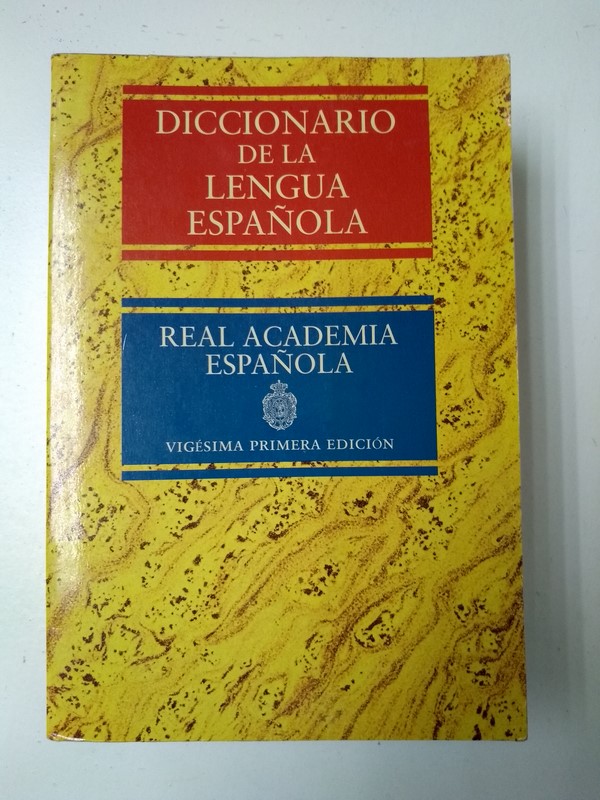 DICCIONARIO
DE LA
LENGUA
ESPAÑOLA
REAL ACADEMIA
ESPAÑOLA
VIGÉSIMA PRIMERA EDICIÓN